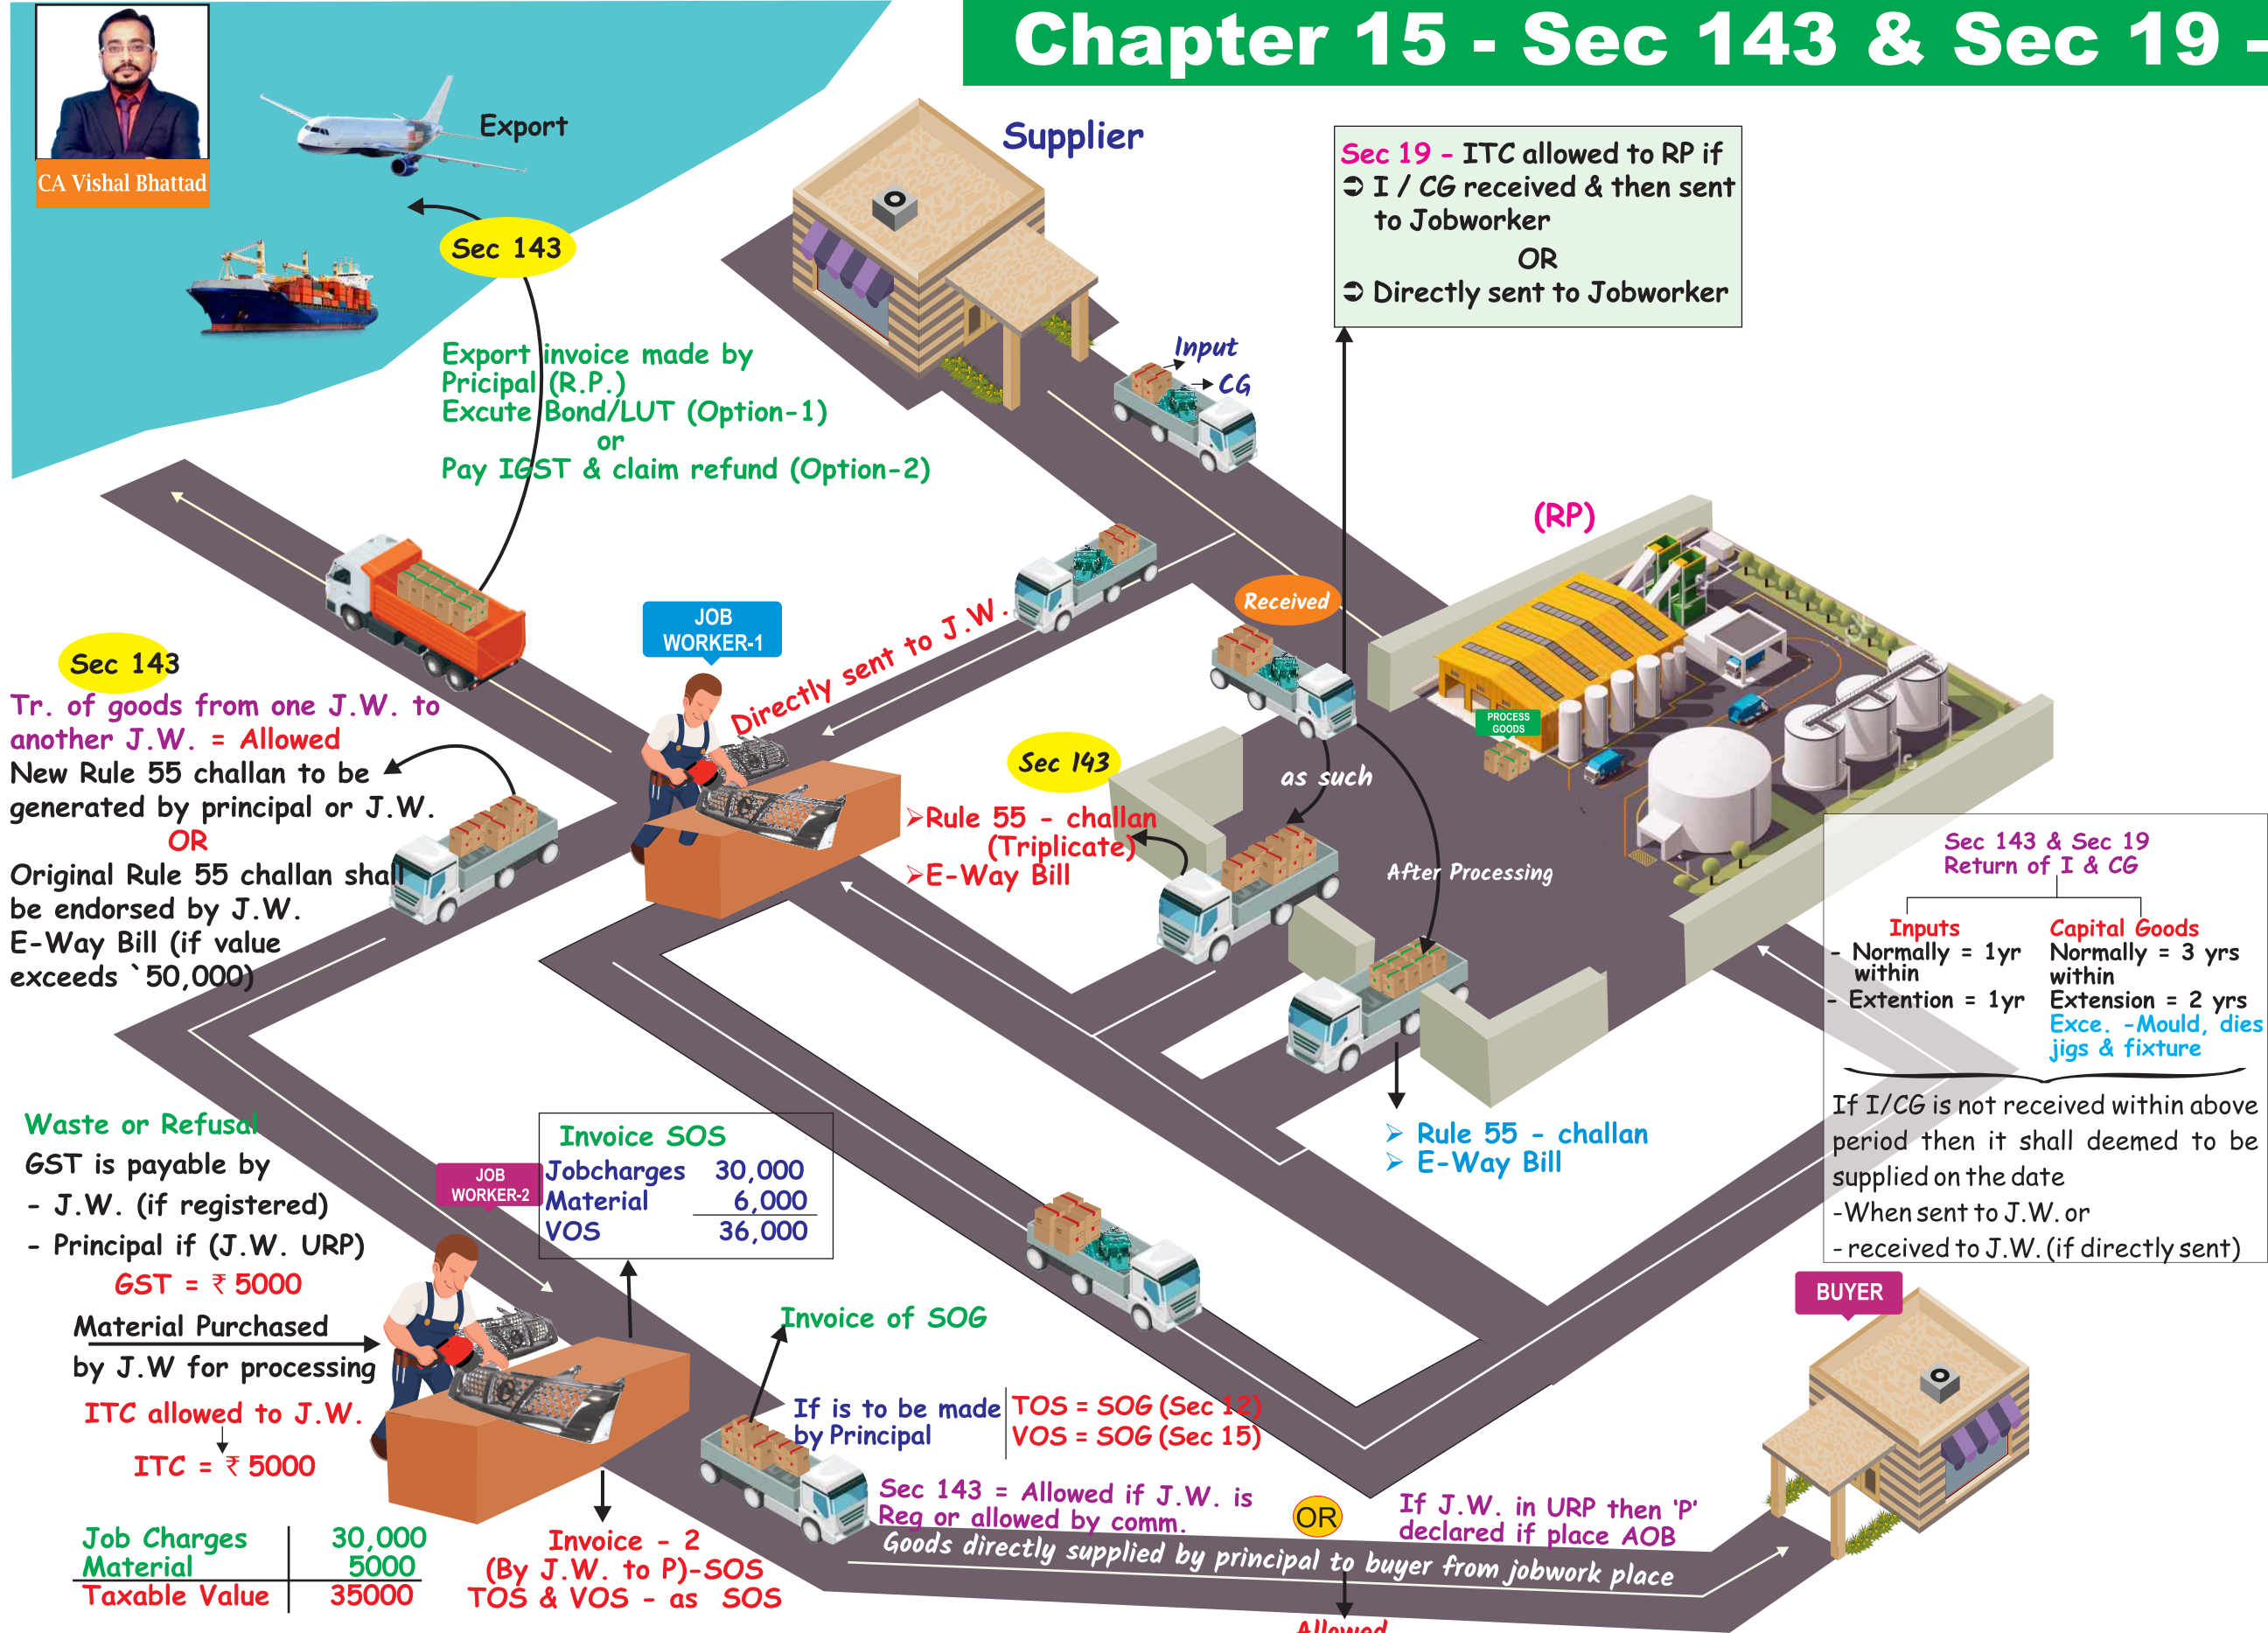 Chapter 15 - Sec 143 & Sec 19 -
CA Vishal Bhattad
Export
Sec 143
Export invoice made by
Pricipal (R.P.)
Excute Bond/LUT (Option-1)
or
Pay IGST & claim refund (Option-2)
Supplier
Input
CG
Sec 19 - ITC allowed to RP if
➲ I / CG received & then sent
to Jobworker
OR
➲ Directly sent to Jobworker
(RP)
Received
PROCESS
GOODS
JOB
WORKER-1
Directly sent to J.W.
Sec 143
Tr. of goods from one J.W. to
another J.W. = Allowed
New Rule 55 challan to be
generated by principal or J.W.
OR
Original Rule 55 challan shall
be endorsed by J.W.
E-Way Bill (if value
exceeds `50,000)
Sec 143
➢Rule 55 - challan
(Triplicate)
➢E-Way Bill
as such
After Processing
➢ Rule 55 - challan
➢ E-Way Bill
Sec 143 & Sec 19
Return of I & CG
Inputs
- Normally = 1yr
within
- Extention = 1yr
Capital Goods
Normally = 3 yrs
within
Extension = 2 yrs
Exce. -Mould, dies
jigs & fixture
If I/CG is not received within above
period then it shall deemed to be
supplied on the date
-When sent to J.W. or
- received to J.W. (if directly sent)
Waste or Refusal
GST is payable by
- J.W. (if registered)
- Principal if (J.W. URP)
GST = ₹ 5000
Material Purchased
by J.W for processing
ITC allowed to J.W.
ITC = ₹ 5000
Job Charges 30,000
Material 5000
Taxable Value 35000
JOB
WORKER-2
Invoice SOS
Jobcharges 30,000
Material 6,000
VOS 36,000
Invoice - 2
(By J.W. to P)-SOS
TOS & VOS - as SOS
Invoice of SOG
If is to be made
by Principal
TOS = SOG (Sec 12)
VOS = SOG (Sec 15)
Sec 143 = Allowed if J.W. is
Reg or allowed by comm.
OR
If J.W. in URP then ‘P’
declared if place AOB
Goods directly supplied by principal to buyer from jobwork place
Allowed
BUYER